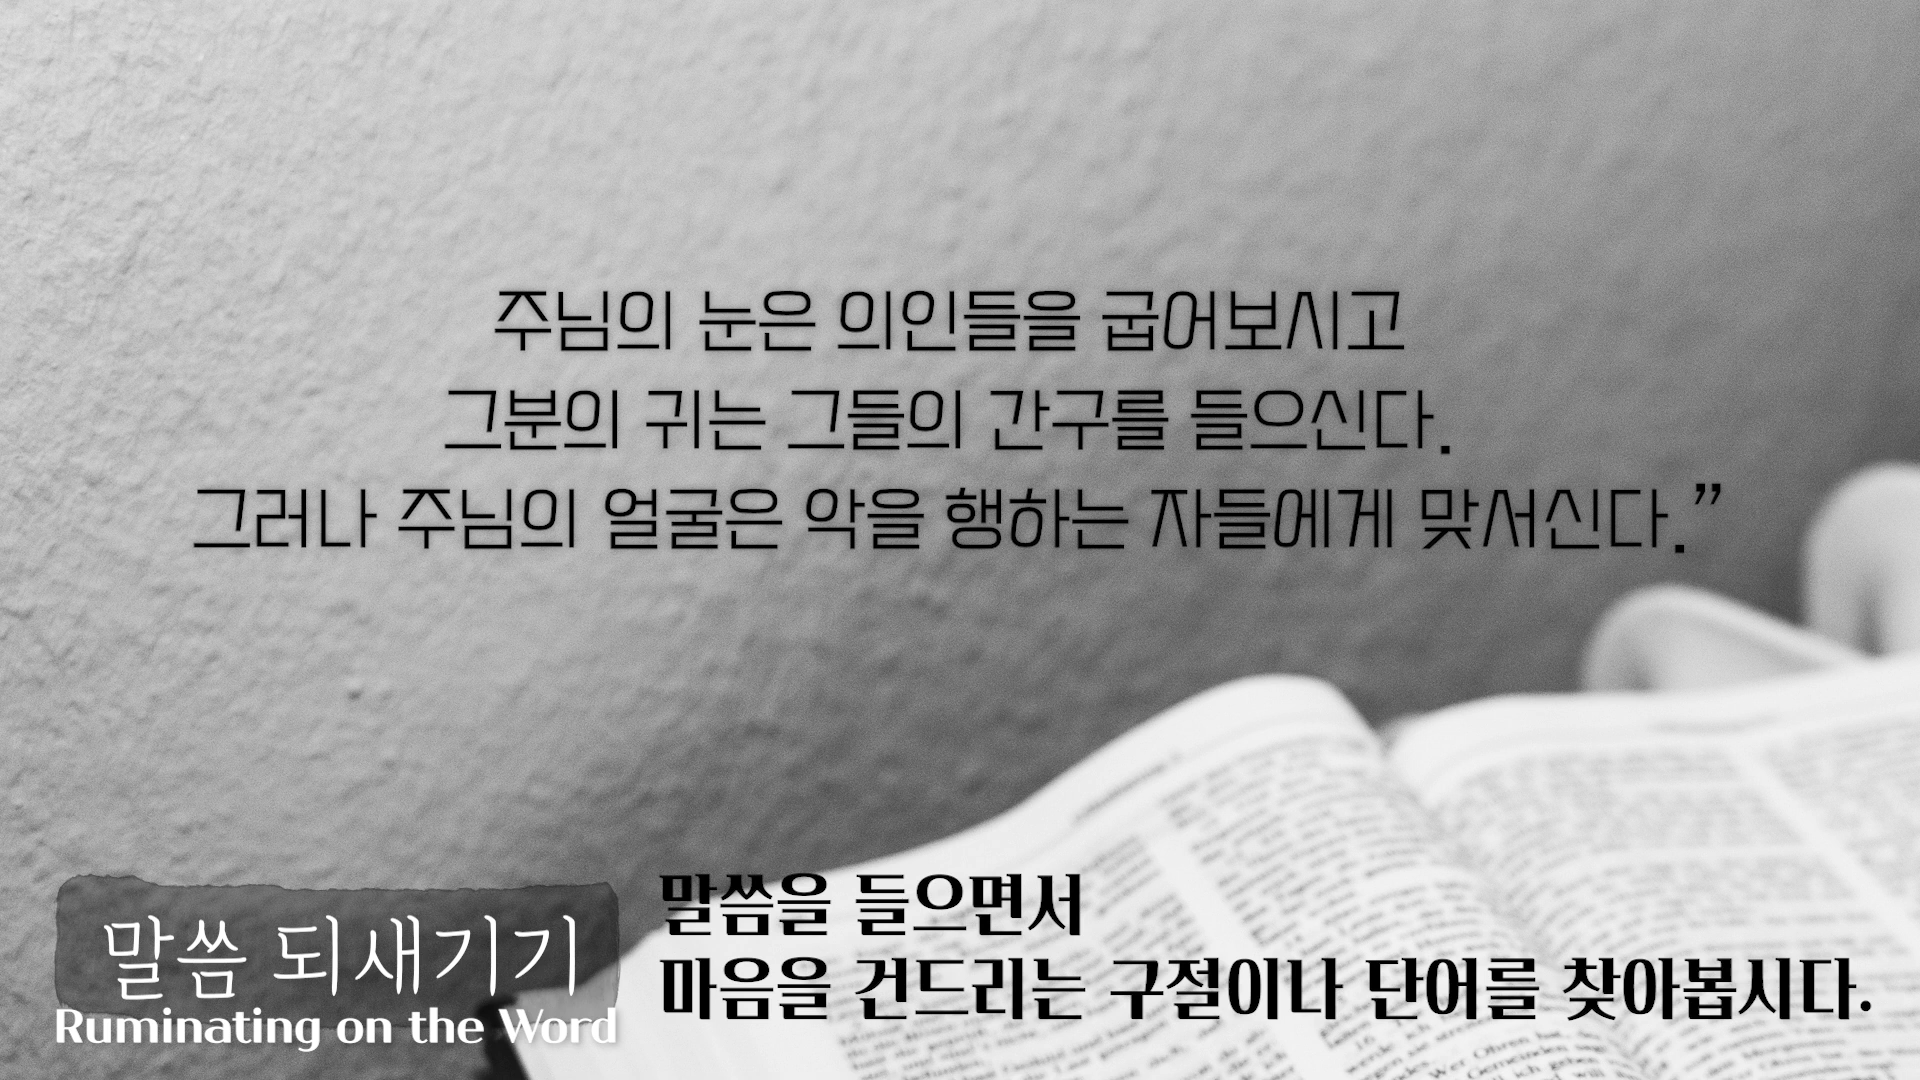 주님의 눈은 의인들을 굽어보시고
그분의 귀는 그들의 간구를 들으신다.
그러나 주님의 얼굴은 악을 행하는 자들에게 맞서신다.”
말씀 되새기기
Ruminating on the Word
말씀을 들으면서
마음을 건드리는 구절이나 단어를 찾아봅시다.